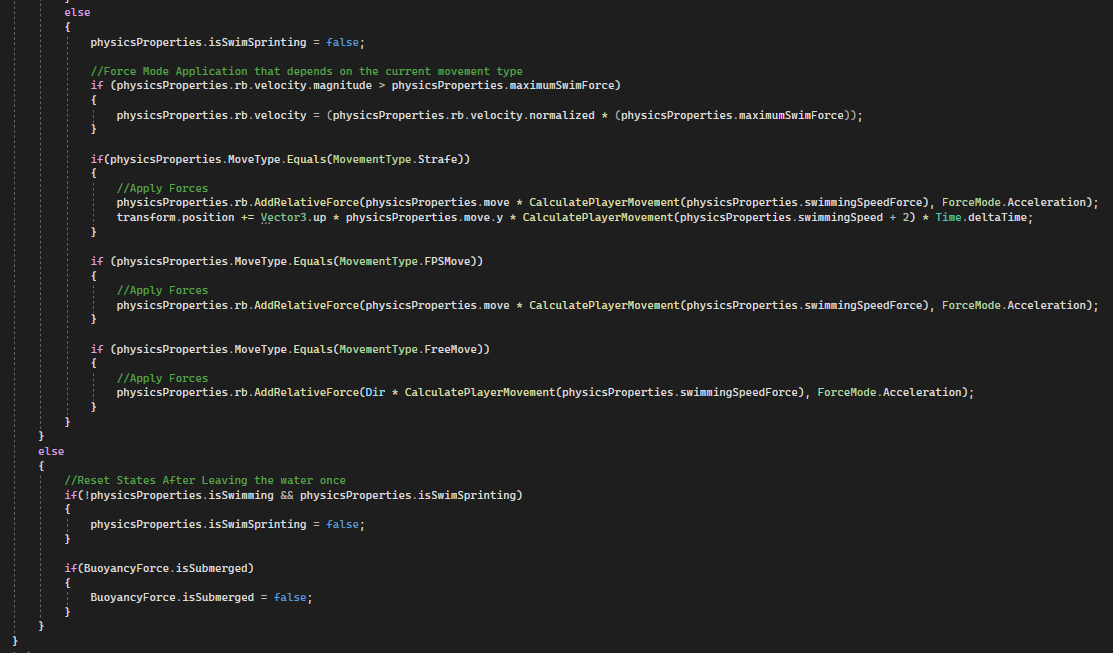 }
else
{
physicsProperties.isSwimSprinting = false;
//Force Mode Application that depends on the current movement type
if (physicsProperties.rb.velocity.magnitude > physicsProperties.maximumSwimForce)
{
physicsProperties.rb.velocity = (physicsProperties.rb.velocity.normalized * (physicsProperties.maximumSwimForce));
}
if(physicsProperties.MoveType.Equals(MovementType.Strafe))
{
//Apply Forces
physicsProperties.rb.AddRelativeForce(physicsProperties.move * CalculatePlayerMovement(physicsProperties.swimmingSpeedForce), ForceMode.Acceleration);
transform.position += Vector3.up * physicsProperties.move.y * CalculatePlayerMovement(physicsProperties.swimmingSpeed + 2) * Time.deltaTime;
}
if (physicsProperties.MoveType.Equals(MovementType.FPSMove))
{
//Apply Forces
physicsProperties.rb.AddRelativeForce(physicsProperties.move * CalculatePlayerMovement(physicsProperties.swimmingSpeedForce), ForceMode.Acceleration);
}
if (physicsProperties.MoveType.Equals(MovementType.FreeMove))
{
//Apply Forces
physicsProperties.rb.AddRelativeForce(Dir * CalculatePlayerMovement(physicsProperties.swimmingSpeedForce), ForceMode.Acceleration);
}
}
}
else
{
//Reset States After Leaving the water once
if(!physicsProperties.isSwimming && physicsProperties.isSwimSprinting)
{
physicsProperties.isSwimSprinting = false;
}
if(BuoyancyForce.isSubmerged)
{
BuoyancyForce.isSubmerged = false;
}
}
}